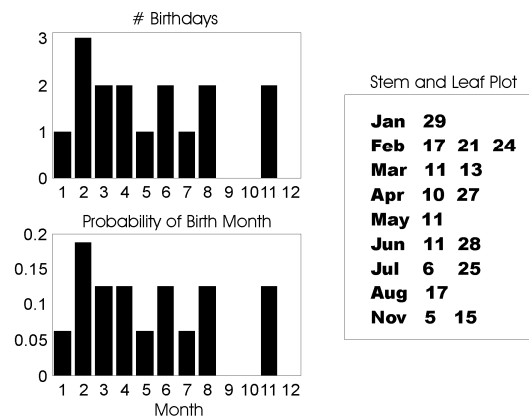 # Birthdays
3
2
1
0
1 2 3 4 5 6 7 8 9 10 11 12
Probability of Birth Month
0.2
0.15
0.1
0.05
0
1 2 3 4 5 6 7 8 9 10 11 12
Month
Stem and Leaf Plot
Jan 29
Feb 17 21 24
Mar 11 13
Apr 10 27
May 11
Jun 11 28
Jul 6 25
Aug 17
Nov 5 15